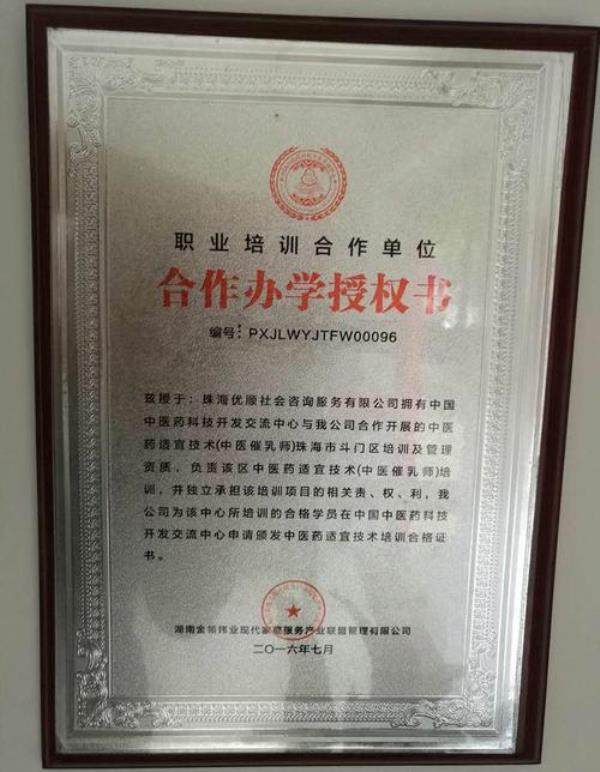 职业培训合作单位
合作办学授权书
编号：PXJLWYJTFW00096
兹授于：珠海优顺社会咨询服务有限公司拥有中国
中医药科技开发交流中心与我公司合作开展的中医
药适宜技术(中医催乳师)珠海市斗门区培训及管理
资质，负责该区中医药适宜技术(中医催乳师)培
训，并独立承担该培训项目的相关责、权、利，我
公司为该中心所培训的合格学员在中国中医药科技
开发交流中心申请颁发中医药适宜技术培训合格证
书。
湖南金领炜业现代家庭服务产业联盟管理有限公司
二〇一六年七月